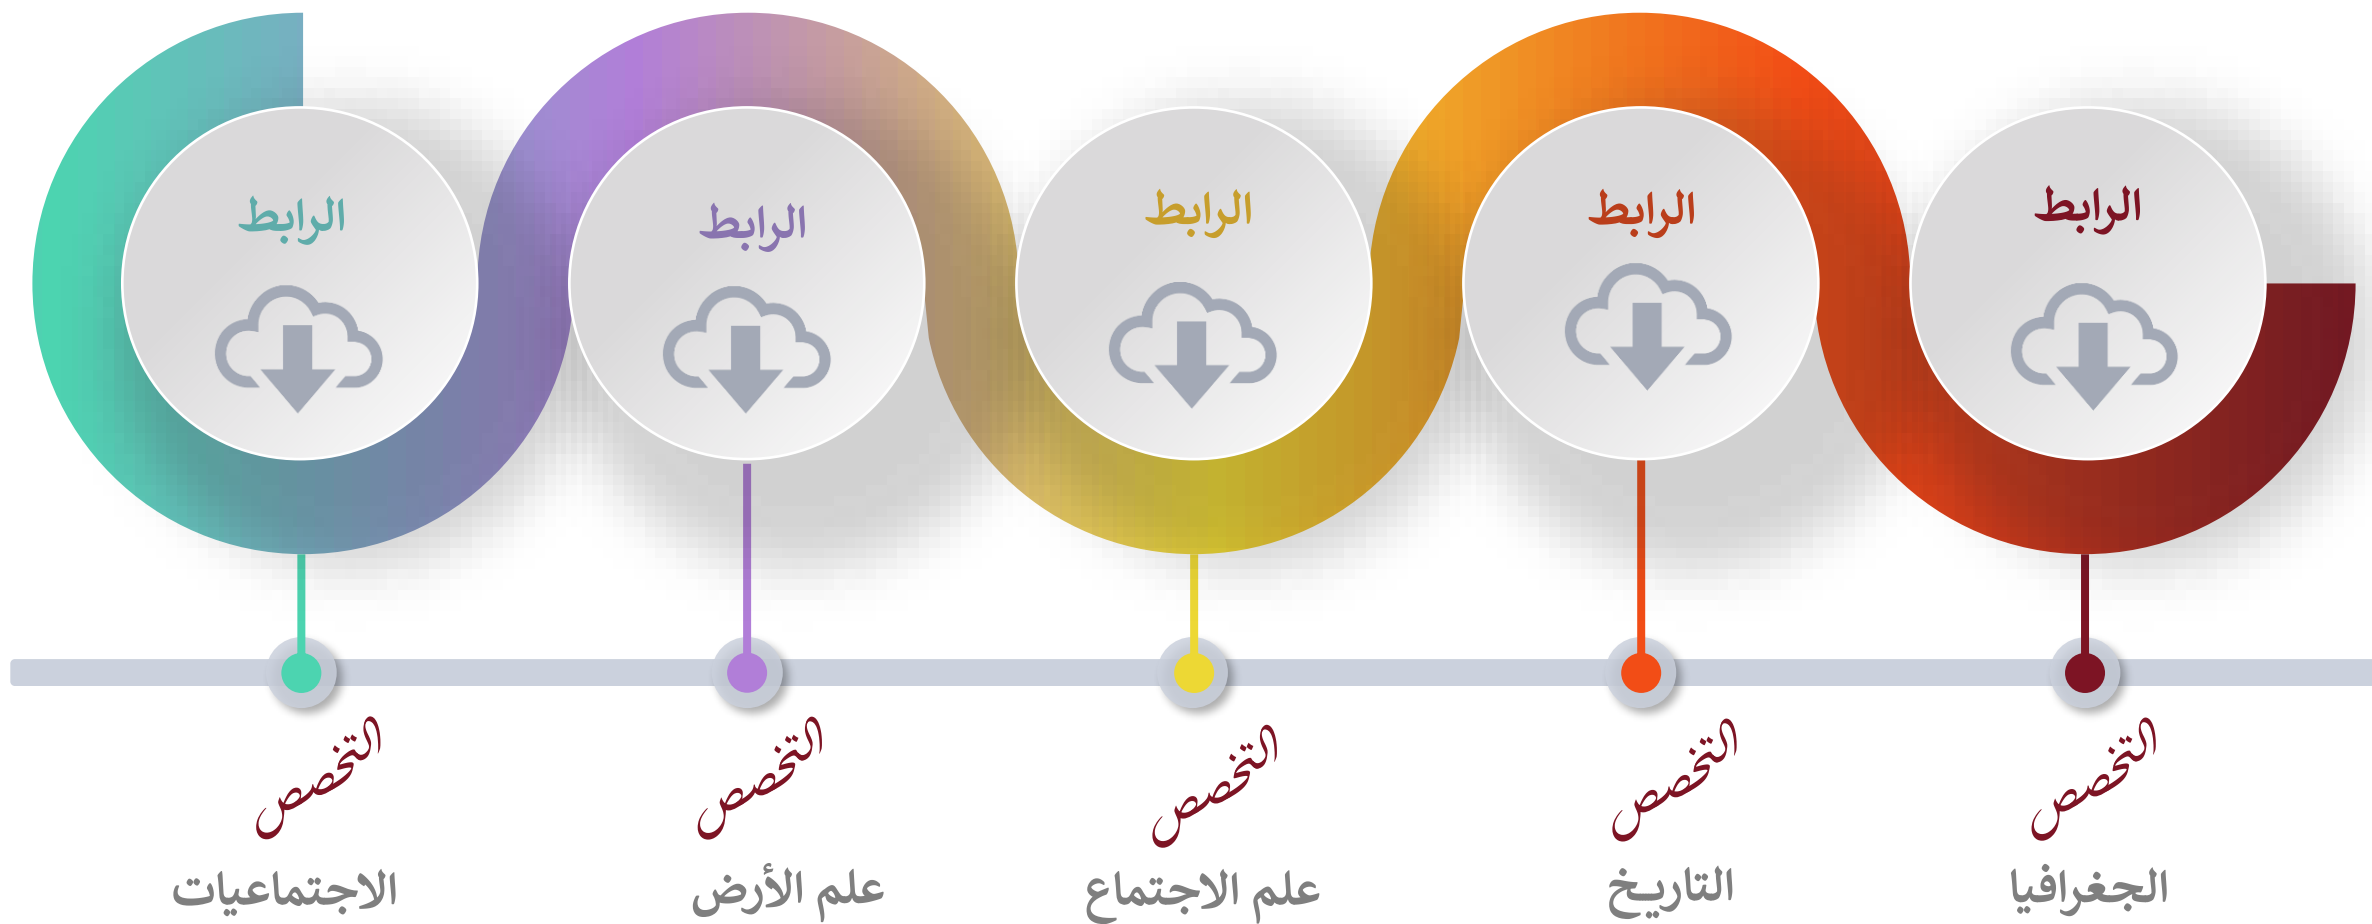 الرابط
الرابط
الرابط
الرابط
الرابط
التخصص
التخصص
التخصص
التخصص
التخصص
الجغرافيا
التاريخ
علم الاجتماع
علم الأرض
الاجتماعيات